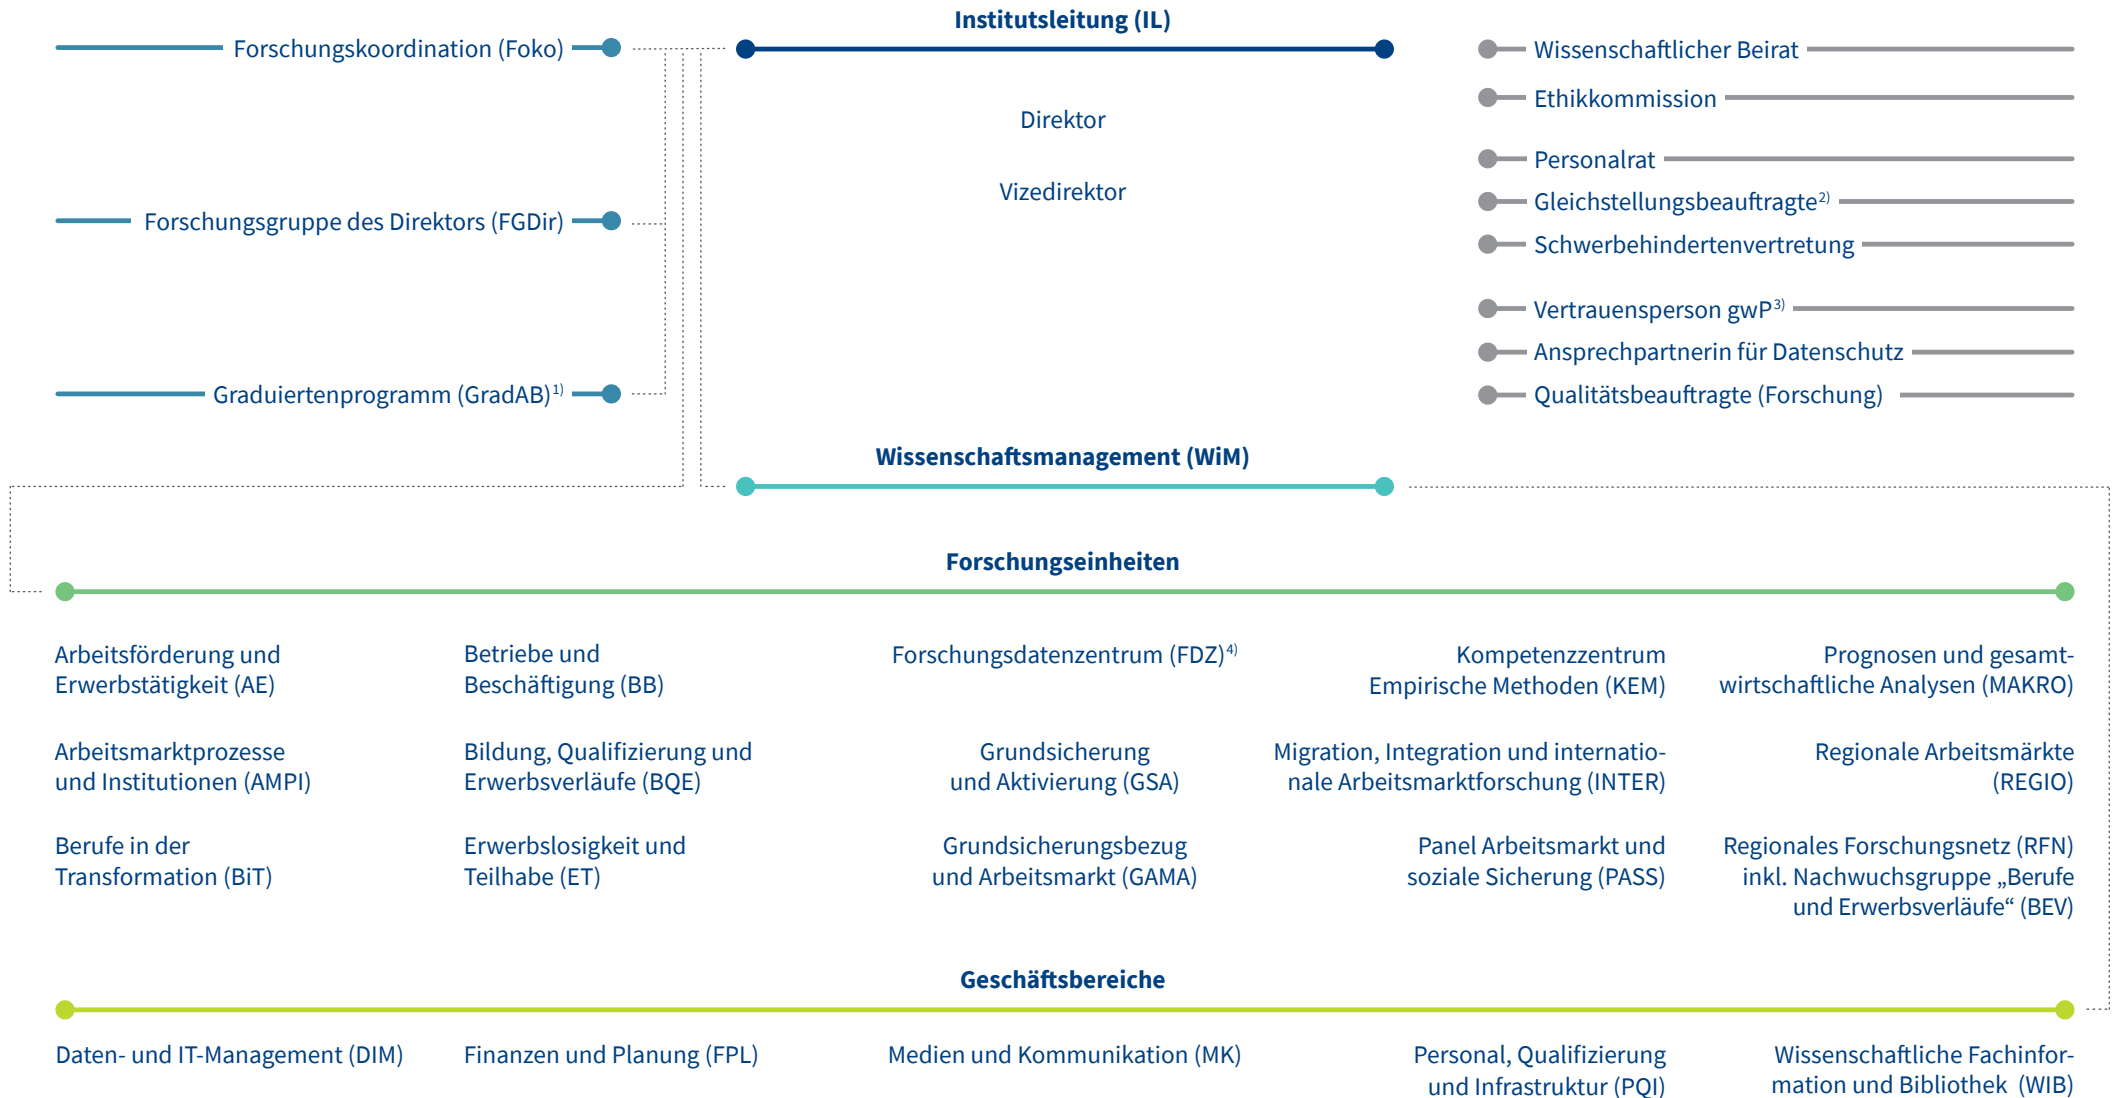 Institutsleitung (IL)
Direktor
Vizedirektor
Forschungskoordination (Foko)
Forschungsgruppe des Direktors (FGDir)
Graduiertenprogramm (GradAB)1)
Wissenschaftlicher Beirat
Ethikkommission
Personalrat
Gleichstellungsbeauftragte2)
Schwerbehindertenvertretung
Vertrauensperson gwP3)
Ansprechpartnerin für Datenschutz
Qualitätsbeauftragte (Forschung)
Wissenschaftsmanagement (WiM)
Forschungseinheiten
Arbeitsförderung und
Erwerbstätigkeit (AE)
Betriebe und
Beschäftigung (BB)
Forschungsdatenzentrum (FDZ)4)
Kompetenzzentrum
Empirische Methoden (KEM)
Prognosen und gesamt-
wirtschaftliche Analysen (MAKRO)
Arbeitsmarktprozesse
und Institutionen (AMPI)
Bildung, Qualifizierung und
Erwerbsverläufe (BQE)
Grundsicherung
und Aktivierung (GSA)
Migration, Integration und internatio-
nale Arbeitsmarktforschung (INTER)
Regionale Arbeitsmärkte
(REGIO)
Berufe in der
Transformation (BiT)
Erwerbslosigkeit und
Teilhabe (ET)
Grundsicherungsbezug
und Arbeitsmarkt (GAMA)
Panel Arbeitsmarkt und
soziale Sicherung (PASS)
Regionales Forschungsnetz (RFN)
inkl. Nachwuchsgruppe „Berufe
und Erwerbsverläufe“ (BEV)
Geschäftsbereiche
Daten- und IT-Management (DIM)
Finanzen und Planung (FPL)
Medien und Kommunikation (MK)
Personal, Qualifizierung
und Infrastruktur (PQI)
Wissenschaftliche Fachinfor-
mation und Bibliothek (WIB)